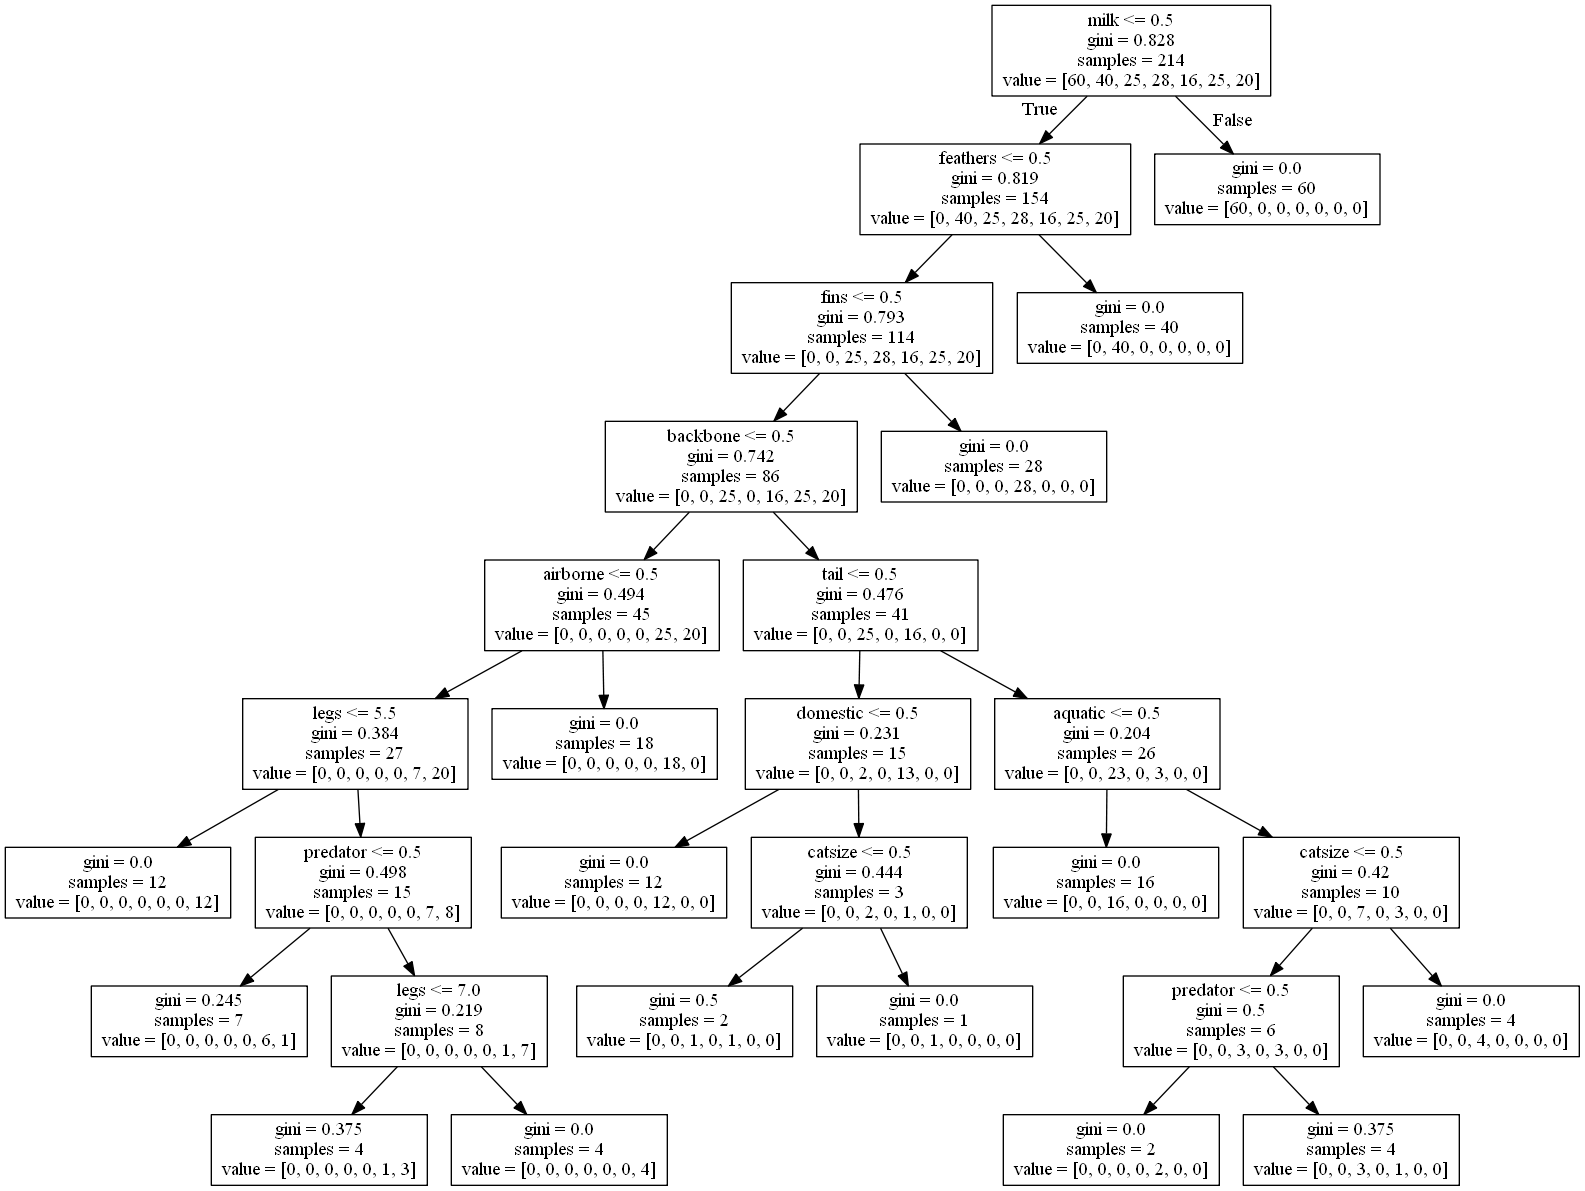 milk <= 0.5
gini = 0.828
samples = 214
value = [60, 40, 25, 28, 16, 25, 20]
True
False
feathers <= 0.5
gini = 0.819
samples = 154
value = [0, 40, 25, 28, 16, 25, 20]
gini = 0.0
samples = 60
value = [60, 0, 0, 0, 0, 0, 0]
fins <= 0.5
gini = 0.793
samples = 114
value = [0, 0, 25, 28, 16, 25, 20]
gini = 0.0
samples = 40
value = [0, 40, 0, 0, 0, 0, 0]
backbone <= 0.5
gini = 0.742
samples = 86
value = [0, 0, 25, 0, 16, 25, 20]
gini = 0.0
samples = 28
value = [0, 0, 0, 28, 0, 0, 0]
airborne <= 0.5
gini = 0.494
samples = 45
value = [0, 0, 0, 0, 0, 25, 20]
tail <= 0.5
gini = 0.476
samples = 41
value = [0, 0, 25, 0, 16, 0, 0]
legs <= 5.5
gini = 0.384
samples = 27
value = [0, 0, 0, 0, 0, 7, 20]
gini = 0.0
samples = 18
value = [0, 0, 0, 0, 0, 18, 0]
domestic <= 0.5
gini = 0.231
samples = 15
value = [0, 0, 2, 0, 13, 0, 0]
aquatic <= 0.5
gini = 0.204
samples = 26
value = [0, 0, 23, 0, 3, 0, 0]
gini = 0.0
samples = 12
value = [0, 0, 0, 0, 0, 0, 12]
predator <= 0.5
gini = 0.498
samples = 15
value = [0, 0, 0, 0, 0, 7, 8]
gini = 0.0
samples = 12
value = [0, 0, 0, 0, 12, 0, 0]
catsize <= 0.5
gini = 0.444
samples = 3
value = [0, 0, 2, 0, 1, 0, 0]
gini = 0.0
samples = 16
value = [0, 0, 16, 0, 0, 0, 0]
catsize <= 0.5
gini = 0.42
samples = 10
value = [0, 0, 7, 0, 3, 0, 0]
gini = 0.245
samples = 7
value = [0, 0, 0, 0, 0, 6, 1]
legs <= 7.0
gini = 0.219
samples = 8
value = [0, 0, 0, 0, 0, 1, 7]
gini = 0.5
samples = 2
value = [0, 0, 1, 0, 1, 0, 0]
gini = 0.0
samples = 1
value = [0, 0, 1, 0, 0, 0, 0]
predator <= 0.5
gini = 0.5
samples = 6
value = [0, 0, 3, 0, 3, 0, 0]
gini = 0.0
samples = 4
value = [0, 0, 4, 0, 0, 0, 0]
gini = 0.375
samples = 4
value = [0, 0, 0, 0, 0, 1, 3]
gini = 0.0
samples = 4
value = [0, 0, 0, 0, 0, 0, 4]
gini = 0.0
samples = 2
value = [0, 0, 0, 0, 2, 0, 0]
gini = 0.375
samples = 4
value = [0, 0, 3, 0, 1, 0, 0]